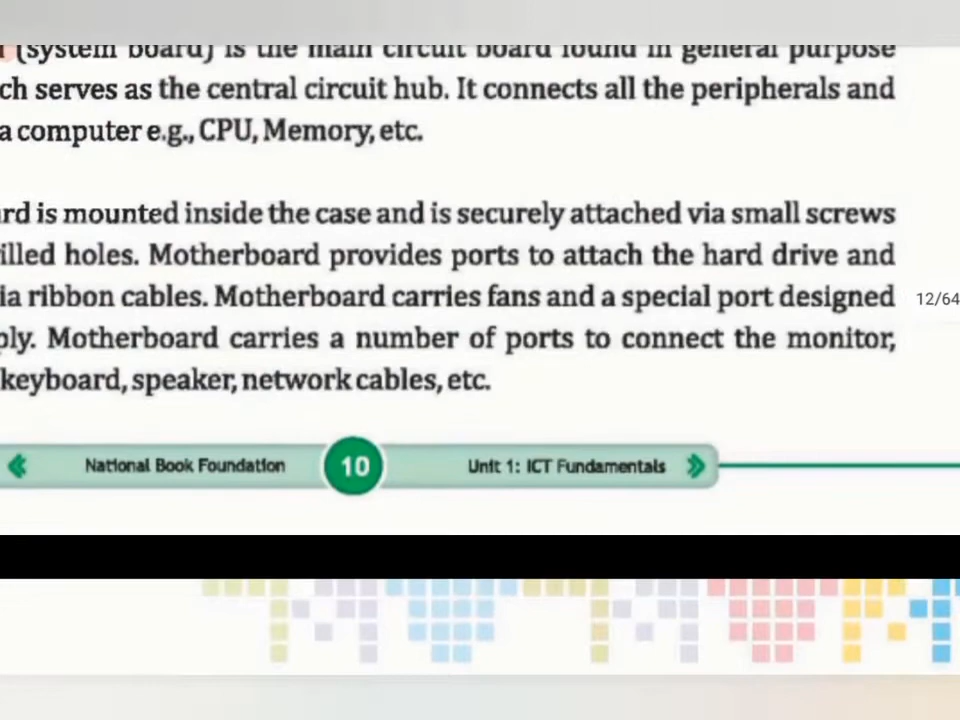 (system board) is the main circuit board found in general purpose
ch serves as the central circuit hub. It connects all the peripherals and
a computer e.g., CPU, Memory, etc.
rd is mounted inside the case and is securely attached via small screws
illed holes. Motherboard provides ports to attach the hard drive and
ia ribbon cables. Motherboard carries fans and a special port designed
12/64
ply. Motherboard carries a number of ports to connect the monitor,
keyboard, speaker, network cables, etc.
National Book Foundation 10 Unit 1: ICT Fundamentals